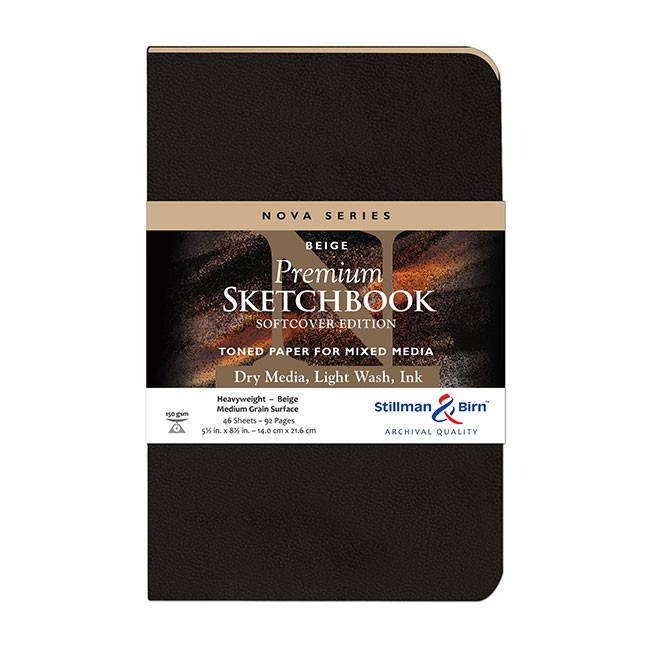 NOVA SERIES
N
BEIGE
Premium
SKETCHBOOK
SOFTCOVER EDITION
TONED PAPER FOR MIXED MEDIA
Dry Media, Light Wash, Ink
150 gsm
Heavyweight – Beige
Medium Grain Surface
46 Sheets – 92 Pages
5½ in. x 8½ in. – 14.0 cm x 21.6 cm
Stillman & Birn™
ARCHIVAL QUALITY